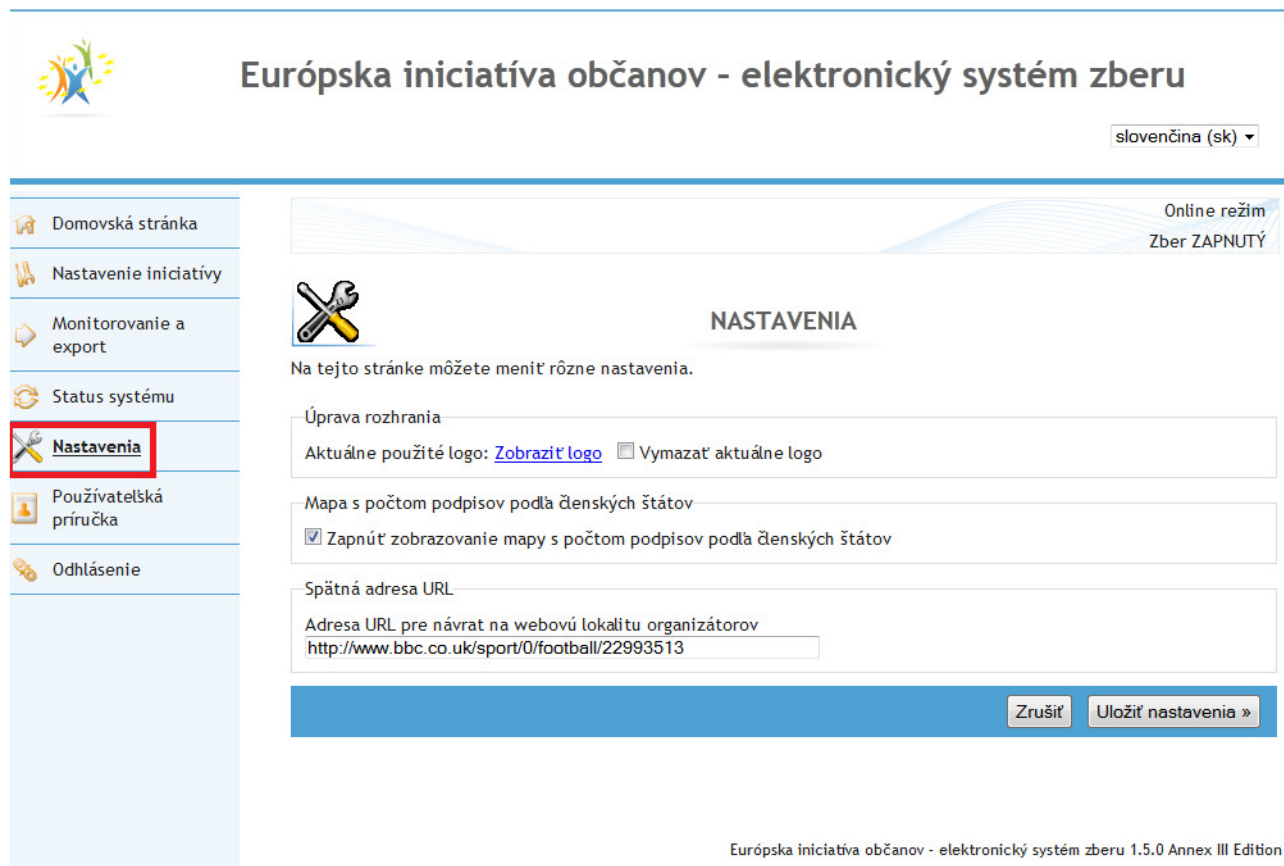 Európska iniciatíva občanov - elektronický systém zberu
slovenčina (sk)
Domovská stránka
Nastavenie iniciatívy
Monitorovanie a
export
Status systému
Nastavenia
Používateľská
príručka
Odhlásenie
Online režim
Zber ZAPNUTÝ
NASTAVENIA
Na tejto stránke môžete meniť rôzne nastavenia.
Úprava rozhrania
Aktuálne použité logo: Zobraziť logo Vymazať aktuálne logo
Mapa s počtom podpisov podľa členských štátov
Zapnúť zobrazovanie mapy s počtom podpisov podľa členských štátov
Spätná adresa URL
Adresa URL pre návrat na webovú lokalitu organizátorov
http://www.bbc.co.uk/sport/0/football/22993513
Zrušiť Uložiť nastavenia »
Európska iniciatíva občanov - elektronický systém zberu 1.5.0 Annex III Edition